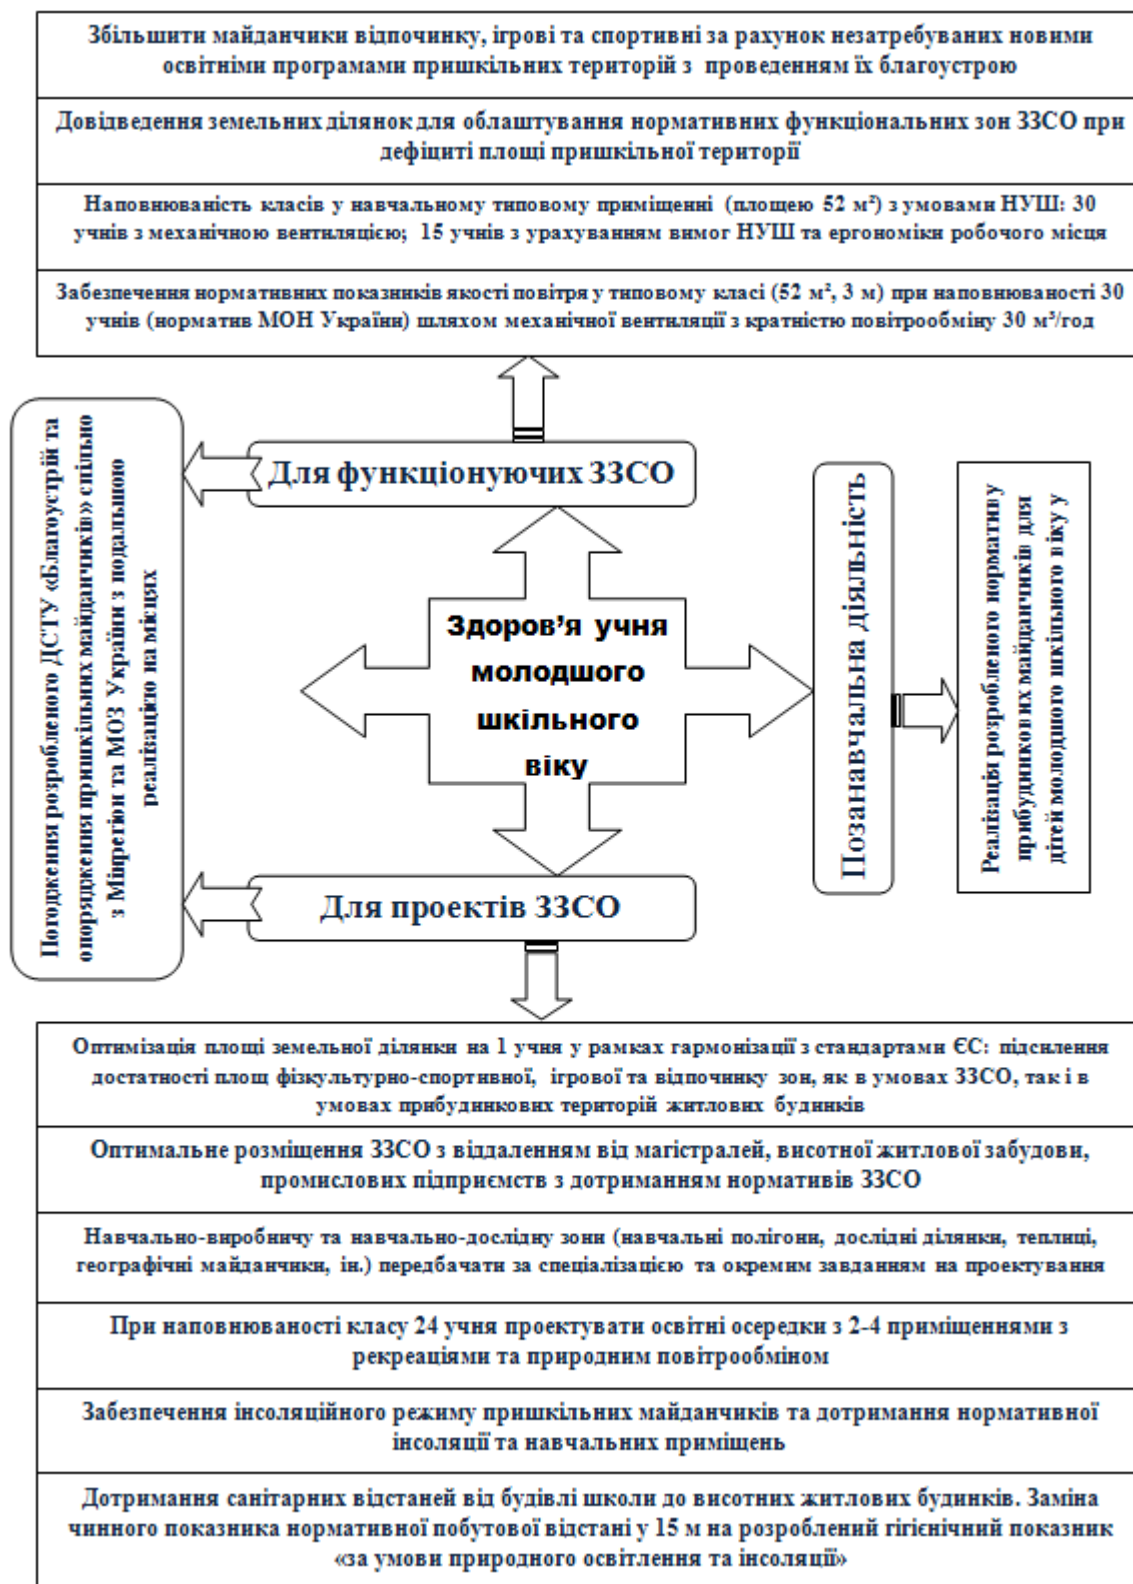 Збільшити майданчики відпочинку, ігрові та спортивні за рахунок незатребуваних новими
освітніми програмами пришкільних територій з проведенням їх благоустрою
Довідведення земельних ділянок для облаштування нормативних функціональних зон ЗЗСО при
дефіциті площі пришкільної території
Наповнюваність класів у навчальному типовому приміщенні (площею 52 м²) з умовами НУШ: 30
учнів з механічною вентиляцією; 15 учнів з урахуванням вимог НУШ та ергономіки робочого місця
Забезпечення нормативних показників якості повітря у типовому класі (52 м², 3 м) при наповнюваності 30
учнів (норматив МОН України) шляхом механічної вентиляції з кратністю повітрообміну 30 м³/год
Погодження розробленого ДСТУ «Благоустрій та
опорядження пришкільних майданчиків» спільно
з Мінрегіон та МОЗ України з подальшою
реалізацією на місцях
Для функціонуючих ЗЗСО
Здоров’я учня
молодшого
шкільного
віку
Позанавчальна діяльність
Реалізація розробленого нормативу
прибудинкових майданчиків для
дітей молодшого шкільного віку у
Для проектів ЗЗСО
Оптимізація площі земельної ділянки на 1 учня у рамках гармонізації з стандартами ЄС: підсилення
достатності площ фізкультурно-спортивної, ігрової та відпочинку зон, як в умовах ЗЗСО, так і в
умовах прибудинкових територій житлових будинків
Оптимальне розміщення ЗЗСО з віддаленням від магістралей, висотної житлової забудови,
промислових підприємств з дотриманням нормативів ЗЗСО
Навчально-виробничу та навчально-дослідну зони (навчальні полігони, дослідні ділянки, теплиці,
географічні майданчики, ін.) передбачати за спеціалізацією та окремим завданням на проектування
При наповнюваності класу 24 учня проектувати освітні осередки з 2-4 приміщеннями з
рекреаціями та природним повітрообміном
Забезпечення інсоляційного режиму пришкільних майданчиків та дотримання нормативної
інсоляції та навчальних приміщень
Дотримання санітарних відстаней від будівлі школи до висотних житлових будинків. Заміна
чинного показника нормативної побутової відстані у 15 м на розроблений гігієнічний показник
«за умови природного освітлення та інсоляції»